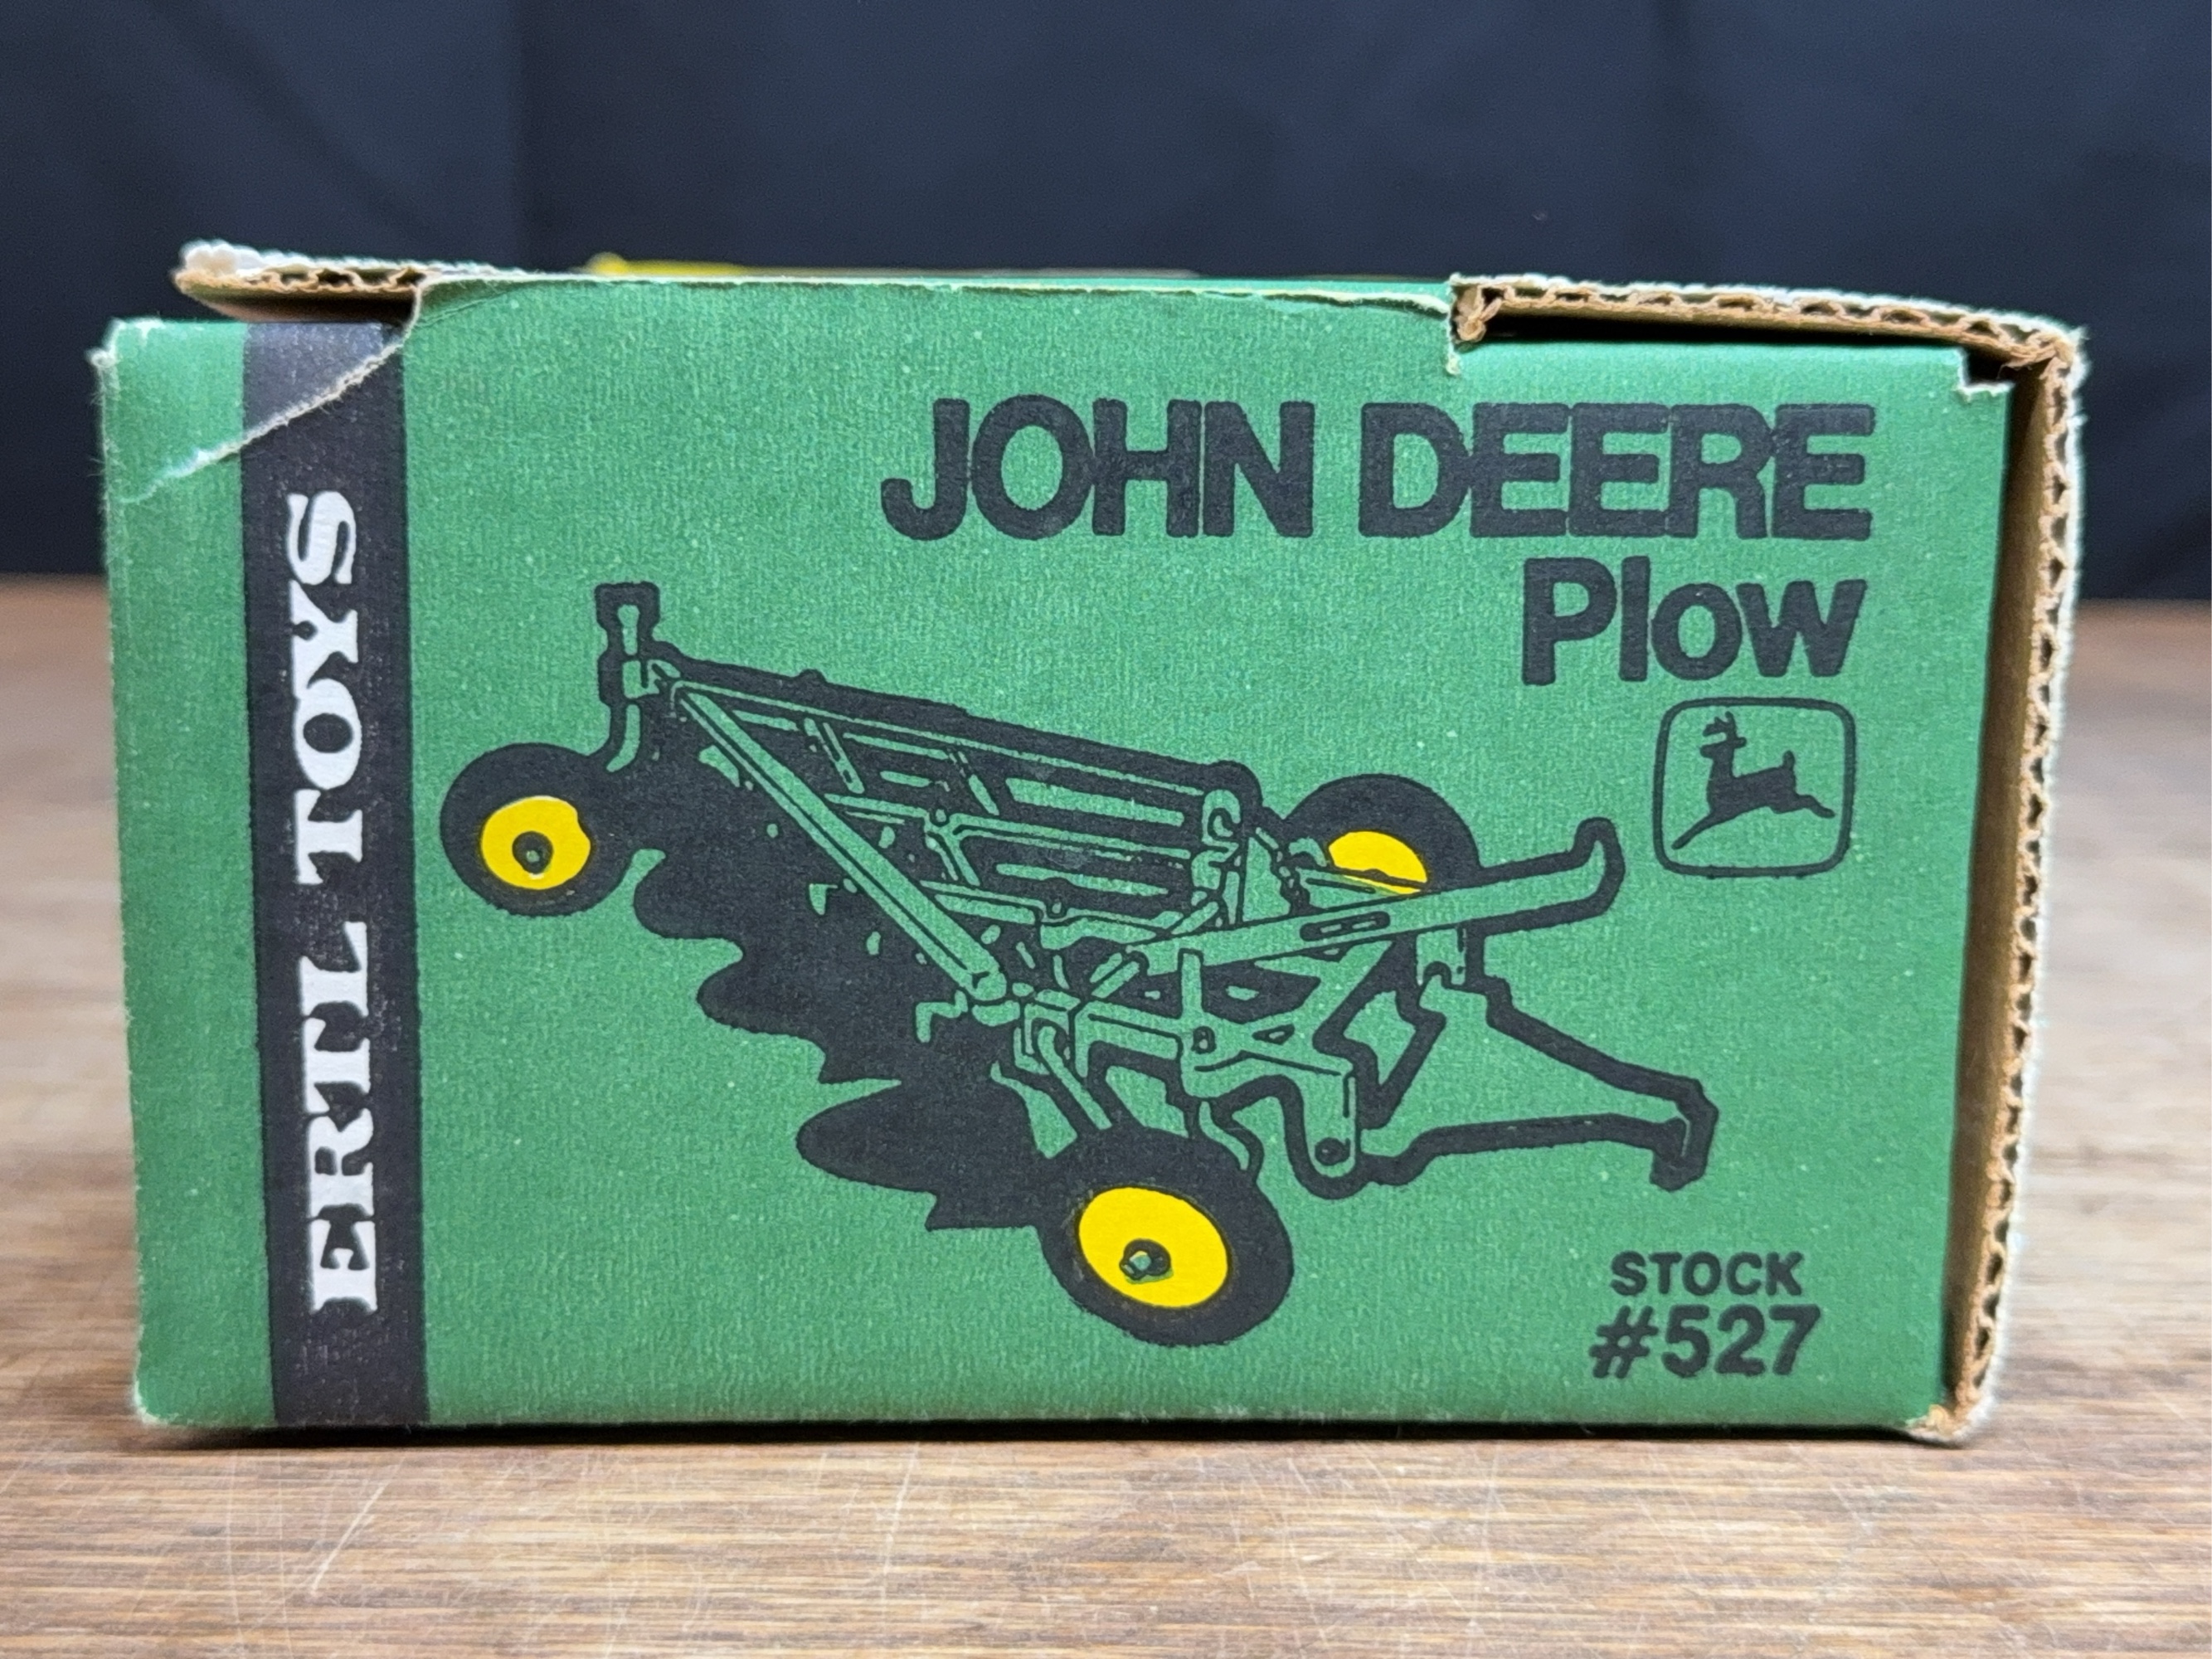 JOHN DEERE
Plow
ERTL TOYS
STOCK
#527